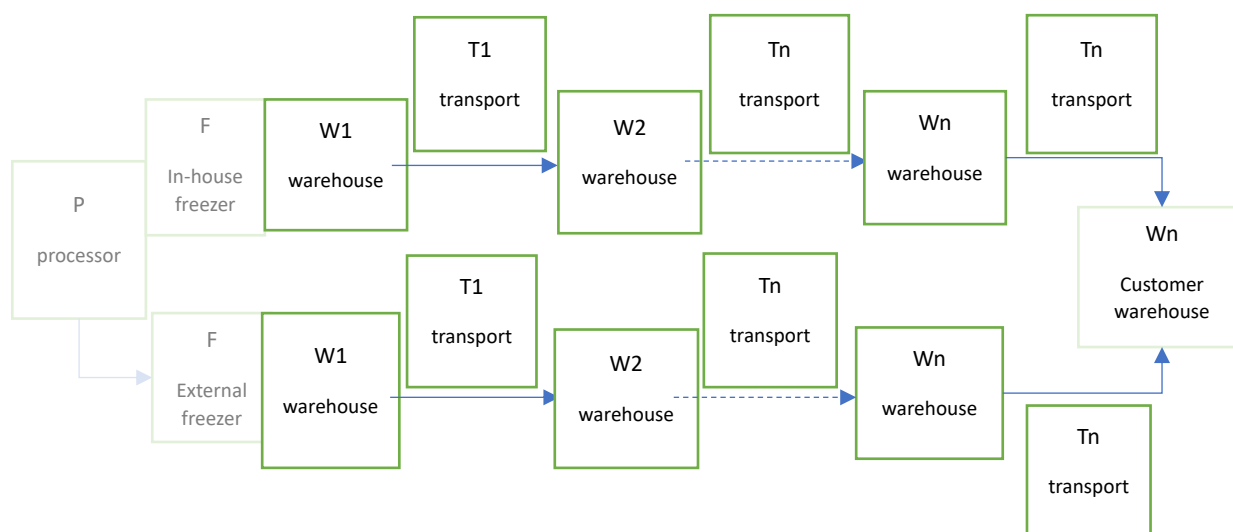 T1
transport
Tn
transport
Tn
transport
F
In-house
freezer
W1
warehouse
W2
warehouse
Wn
warehouse
P
processor
Wn
Customer
warehouse
T1
transport
Tn
transport
F
External
freezer
W1
warehouse
W2
warehouse
Wn
warehouse
Tn
transport